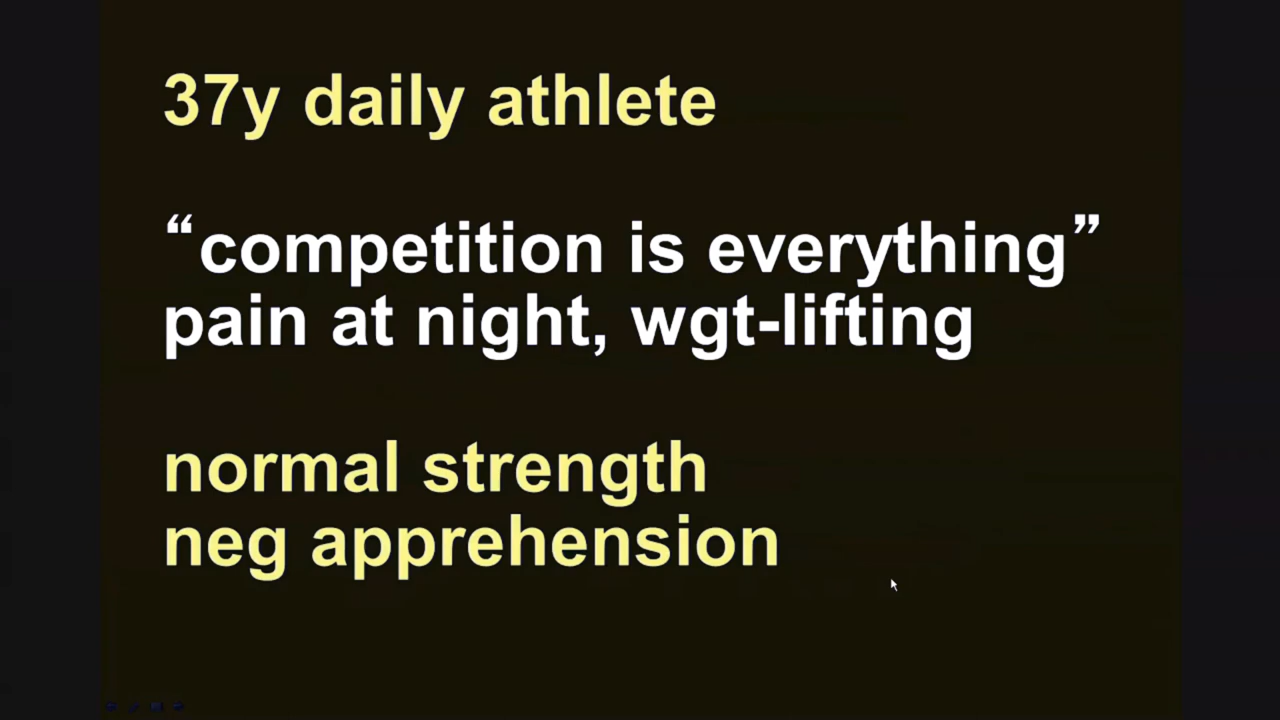 37y daily athlete
“competition is everything”
pain at night, wgt-lifting
normal strength
neg apprehension